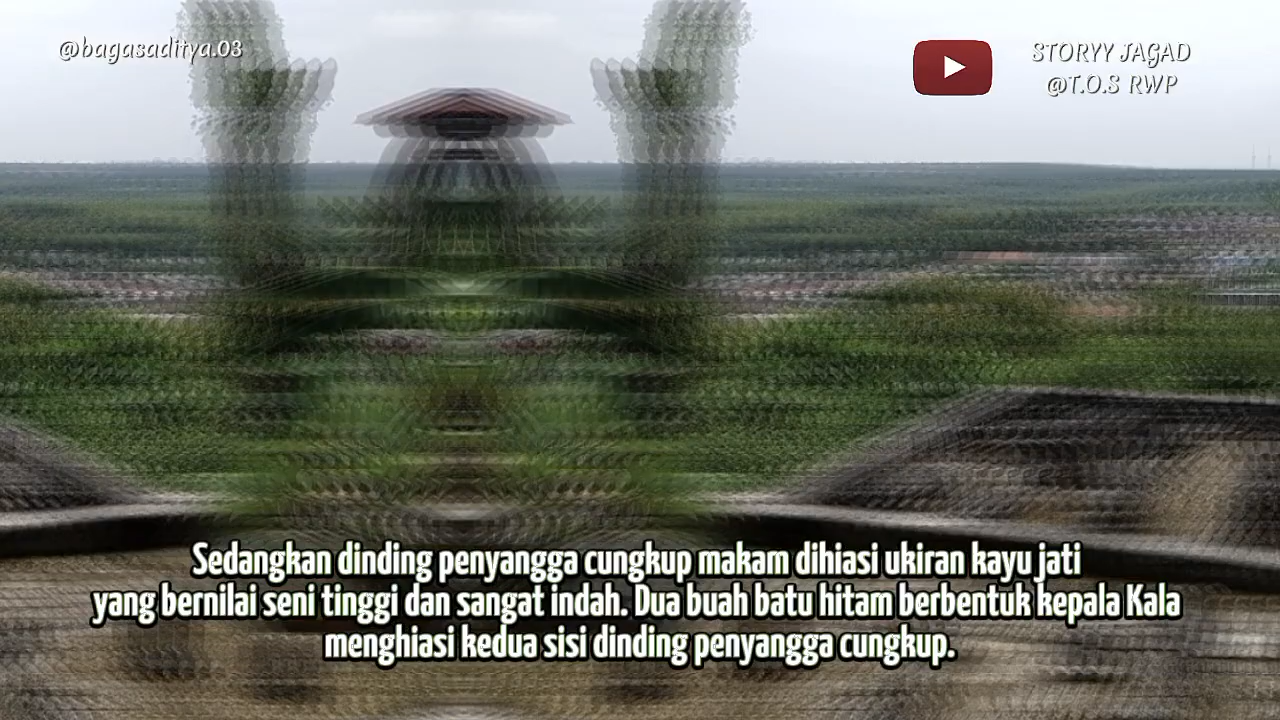 @bagasaditya.03
STORYY JAGAD
@T.O.S RWP
Sedangkan dinding penyangga cungkup makam dihiasi ukiran kayu jati
yang bernilai seni tinggi dan sangat indah. Dua buah batu hitam berbentuk kepala Kala
menghiasi kedua sisi dinding penyangga cungkup.